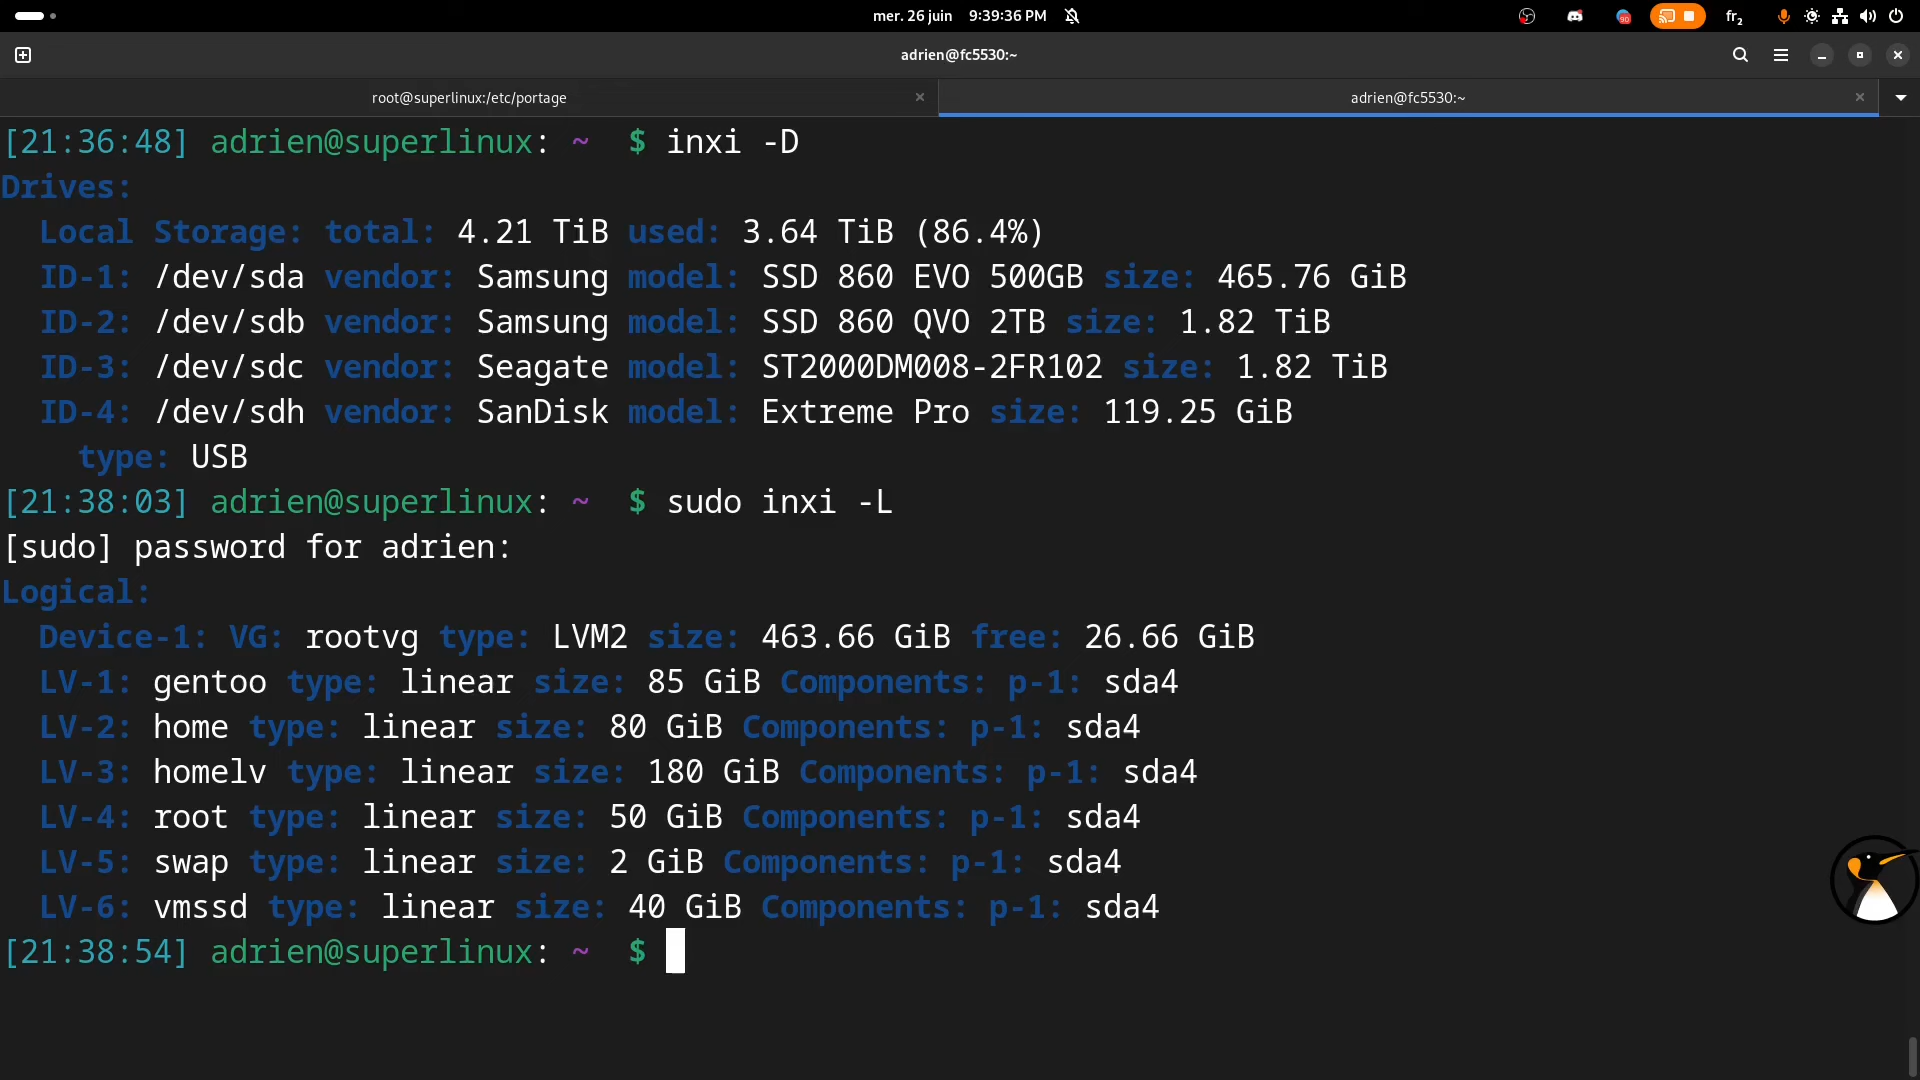 mer. 26 juin 9:39:36 PM
90
fr2
adrien@fc5530:~
root@superlinux:/etc/portage
adrien@fc5530:~
[21:36:48] adrien@superlinux: ~ $ inxi -D
Drives:
Local Storage: total: 4.21 TiB used: 3.64 TiB (86.4%)
ID-1: /dev/sda vendor: Samsung model: SSD 860 EVO 500GB size: 465.76 GiB
ID-2: /dev/sdb vendor: Samsung model: SSD 860 QVO 2TB size: 1.82 TiB
ID-3: /dev/sdc vendor: Seagate model: ST2000DM008-2FR102 size: 1.82 TiB
ID-4: /dev/sdh vendor: SanDisk model: Extreme Pro size: 119.25 GiB
type: USB
[21:38:03] adrien@superlinux: ~ $ sudo inxi -L
[sudo] password for adrien:
Logical:
Device-1: VG: rootvg type: LVM2 size: 463.66 GiB free: 26.66 GiB
LV-1: gentoo type: linear size: 85 GiB Components: p-1: sda4
LV-2: home type: linear size: 80 GiB Components: p-1: sda4
LV-3: homelv type: linear size: 180 GiB Components: p-1: sda4
LV-4: root type: linear size: 50 GiB Components: p-1: sda4
LV-5: swap type: linear size: 2 GiB Components: p-1: sda4
LV-6: vmssd type: linear size: 40 GiB Components: p-1: sda4
[21:38:54] adrien@superlinux: ~ $